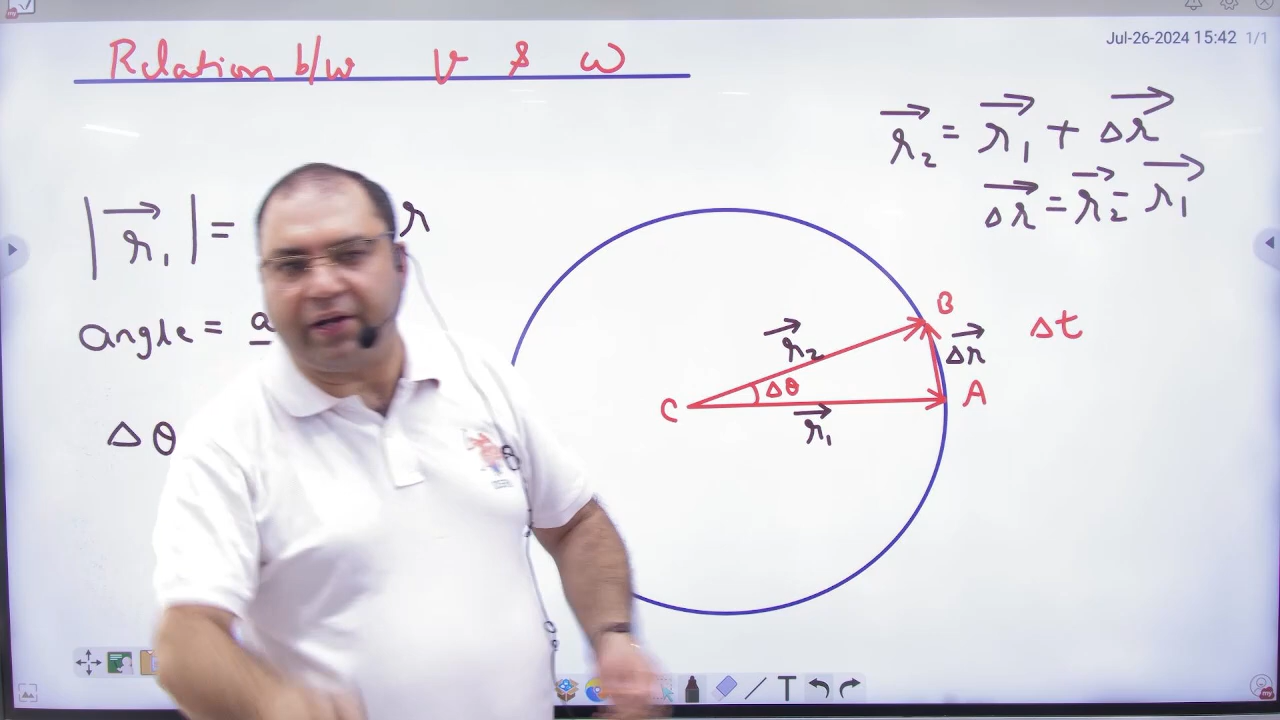 Jul-26-2024 15:42 1/1
Relation b/w v & ω
r₂ = r₁ + Δr
Δr = r₂ - r₁
|r₁| = r
angle =
Δθ
B
Δt
r₂
Δr
Δθ
C
A
r₁